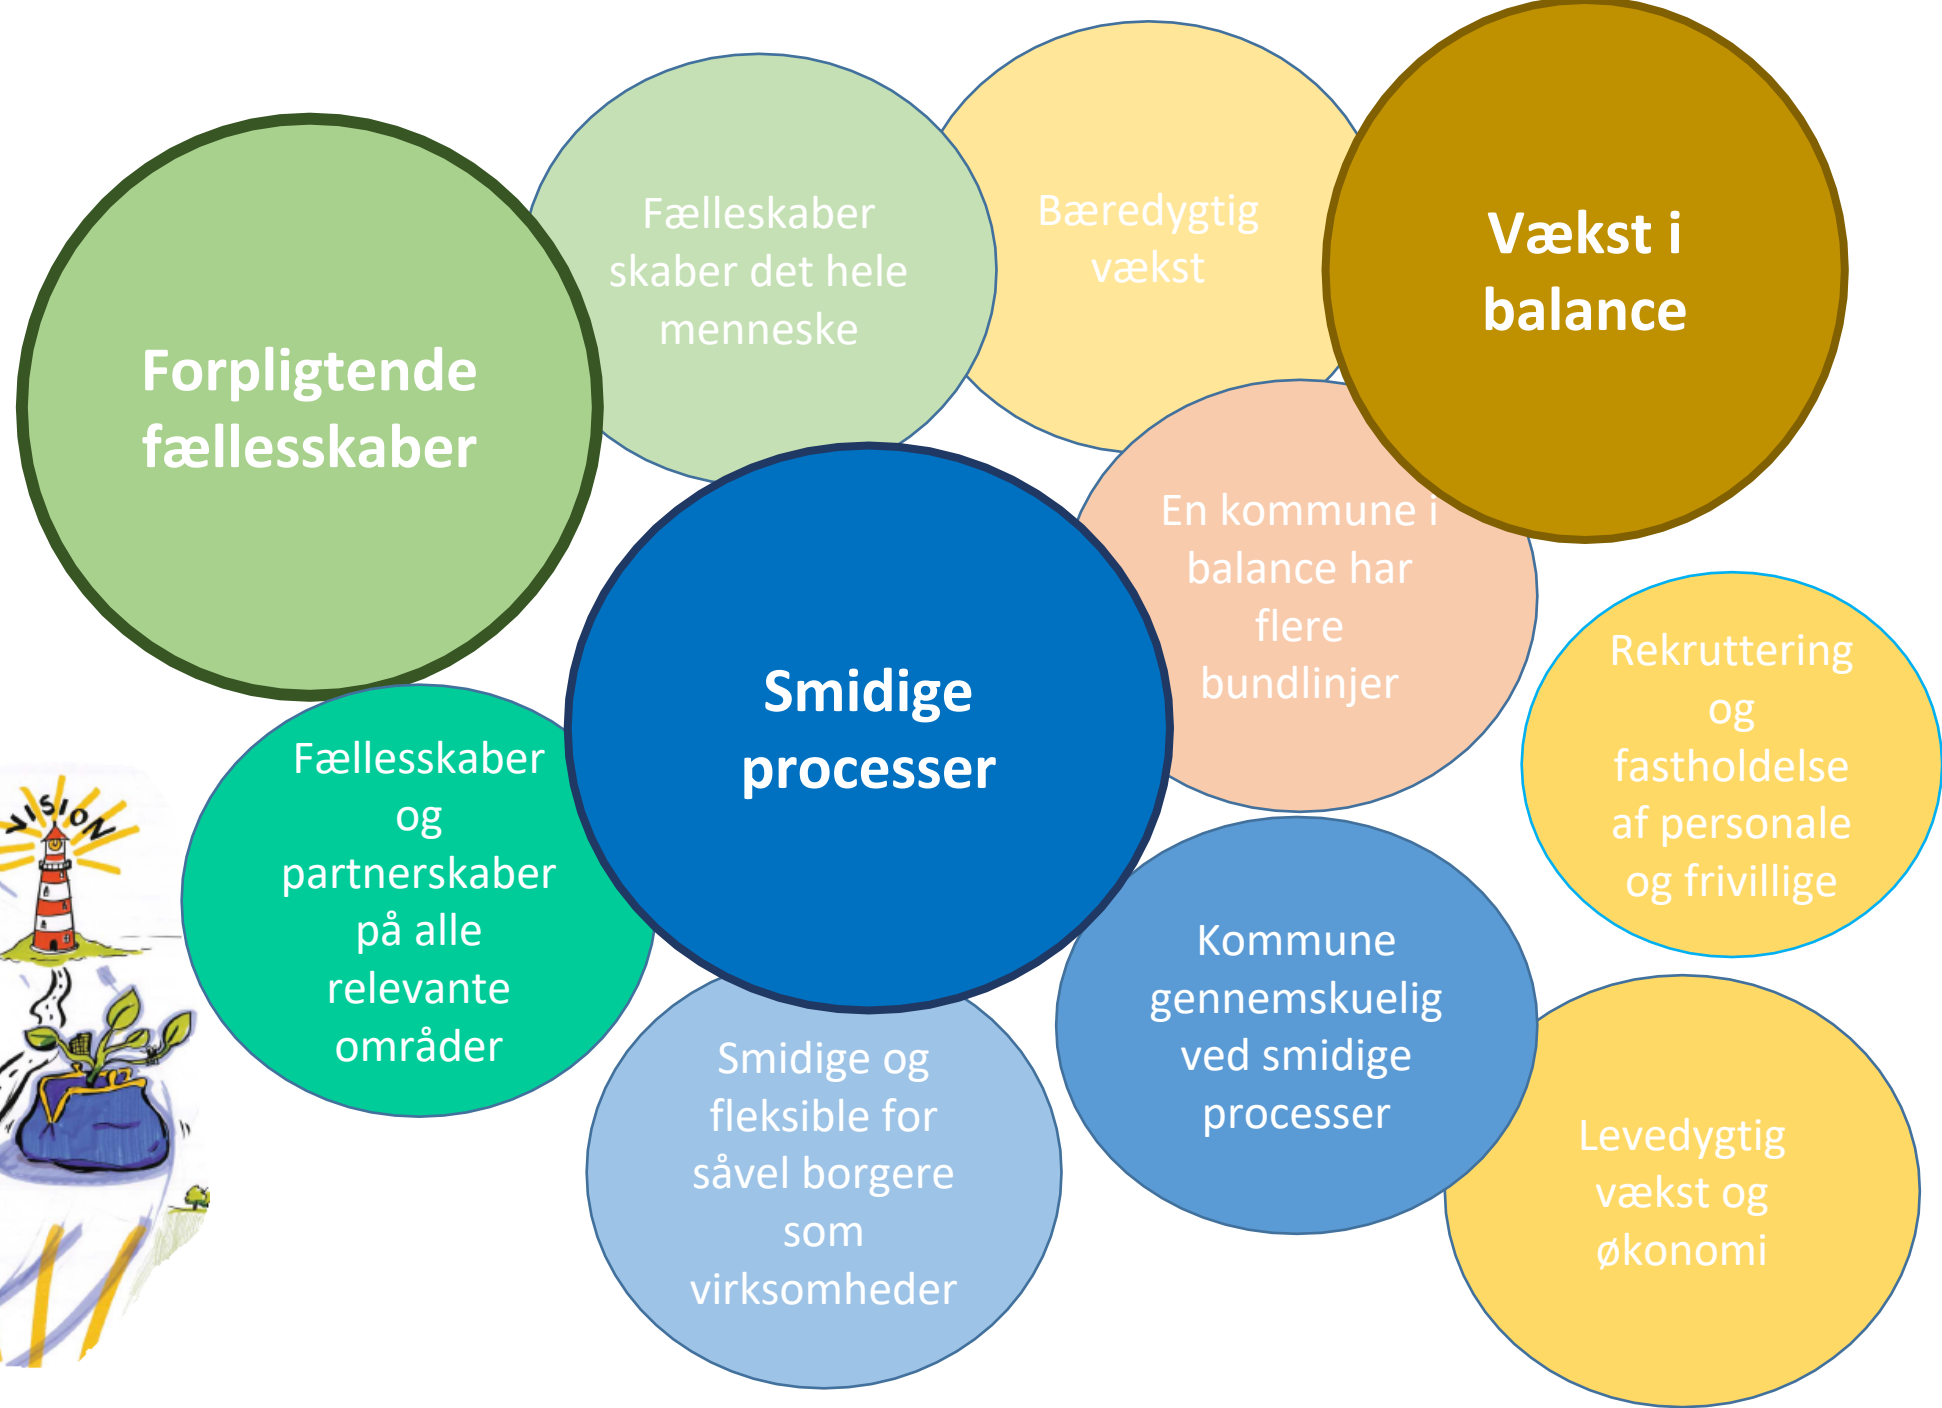 Forpligtende
fællesskaber
Fælleskaber
skaber det hele
menneske
Bæredygtig
vækst
Vækst i
balance
En kommune i
balance har
flere
bundlinjer
Smidige
processer
Rekruttering
og
fastholdelse
af personale
og frivillige
Fællesskaber
og
partnerskaber
på alle
relevante
områder
VISION
Kommune
gennemskuelig
ved smidige
processer
Smidige og
fleksible for
såvel borgere
som
virksomheder
Levedygtig
vækst og
økonomi